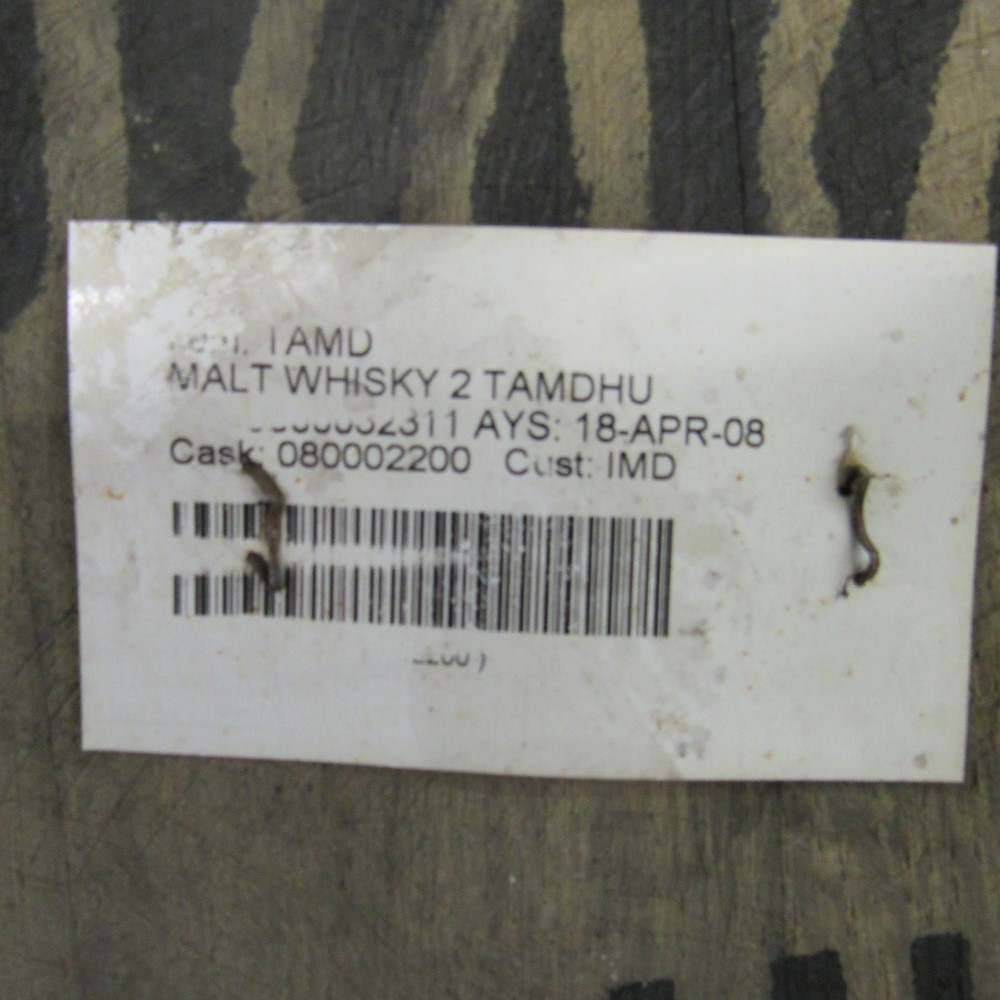 TAMD
MALT WHISKY 2 TAMDHU
AYS: 18-APR-08
Cask: 080002200 Cust: IMD